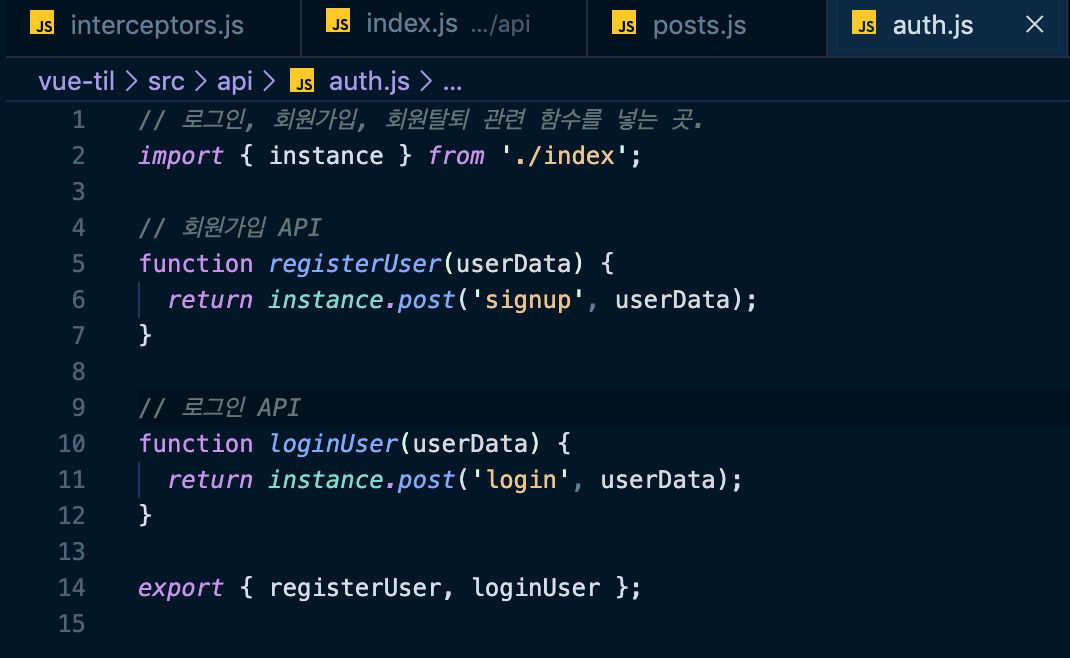 JS interceptors.js JS index.js .../api JS posts.js JS auth.js ×
vue-til > src > api > JS auth.js > ...
1 // 로그인, 회원가입, 회원탈퇴 관련 함수를 넣는 곳.
2 import { instance } from './index';
3
4 // 회원가입 API
5 function registerUser(userData) {
6   return instance.post('signup', userData);
7 }
8
9 // 로그인 API
10 function loginUser(userData) {
11   return instance.post('login', userData);
12 }
13
14 export { registerUser, loginUser };
15